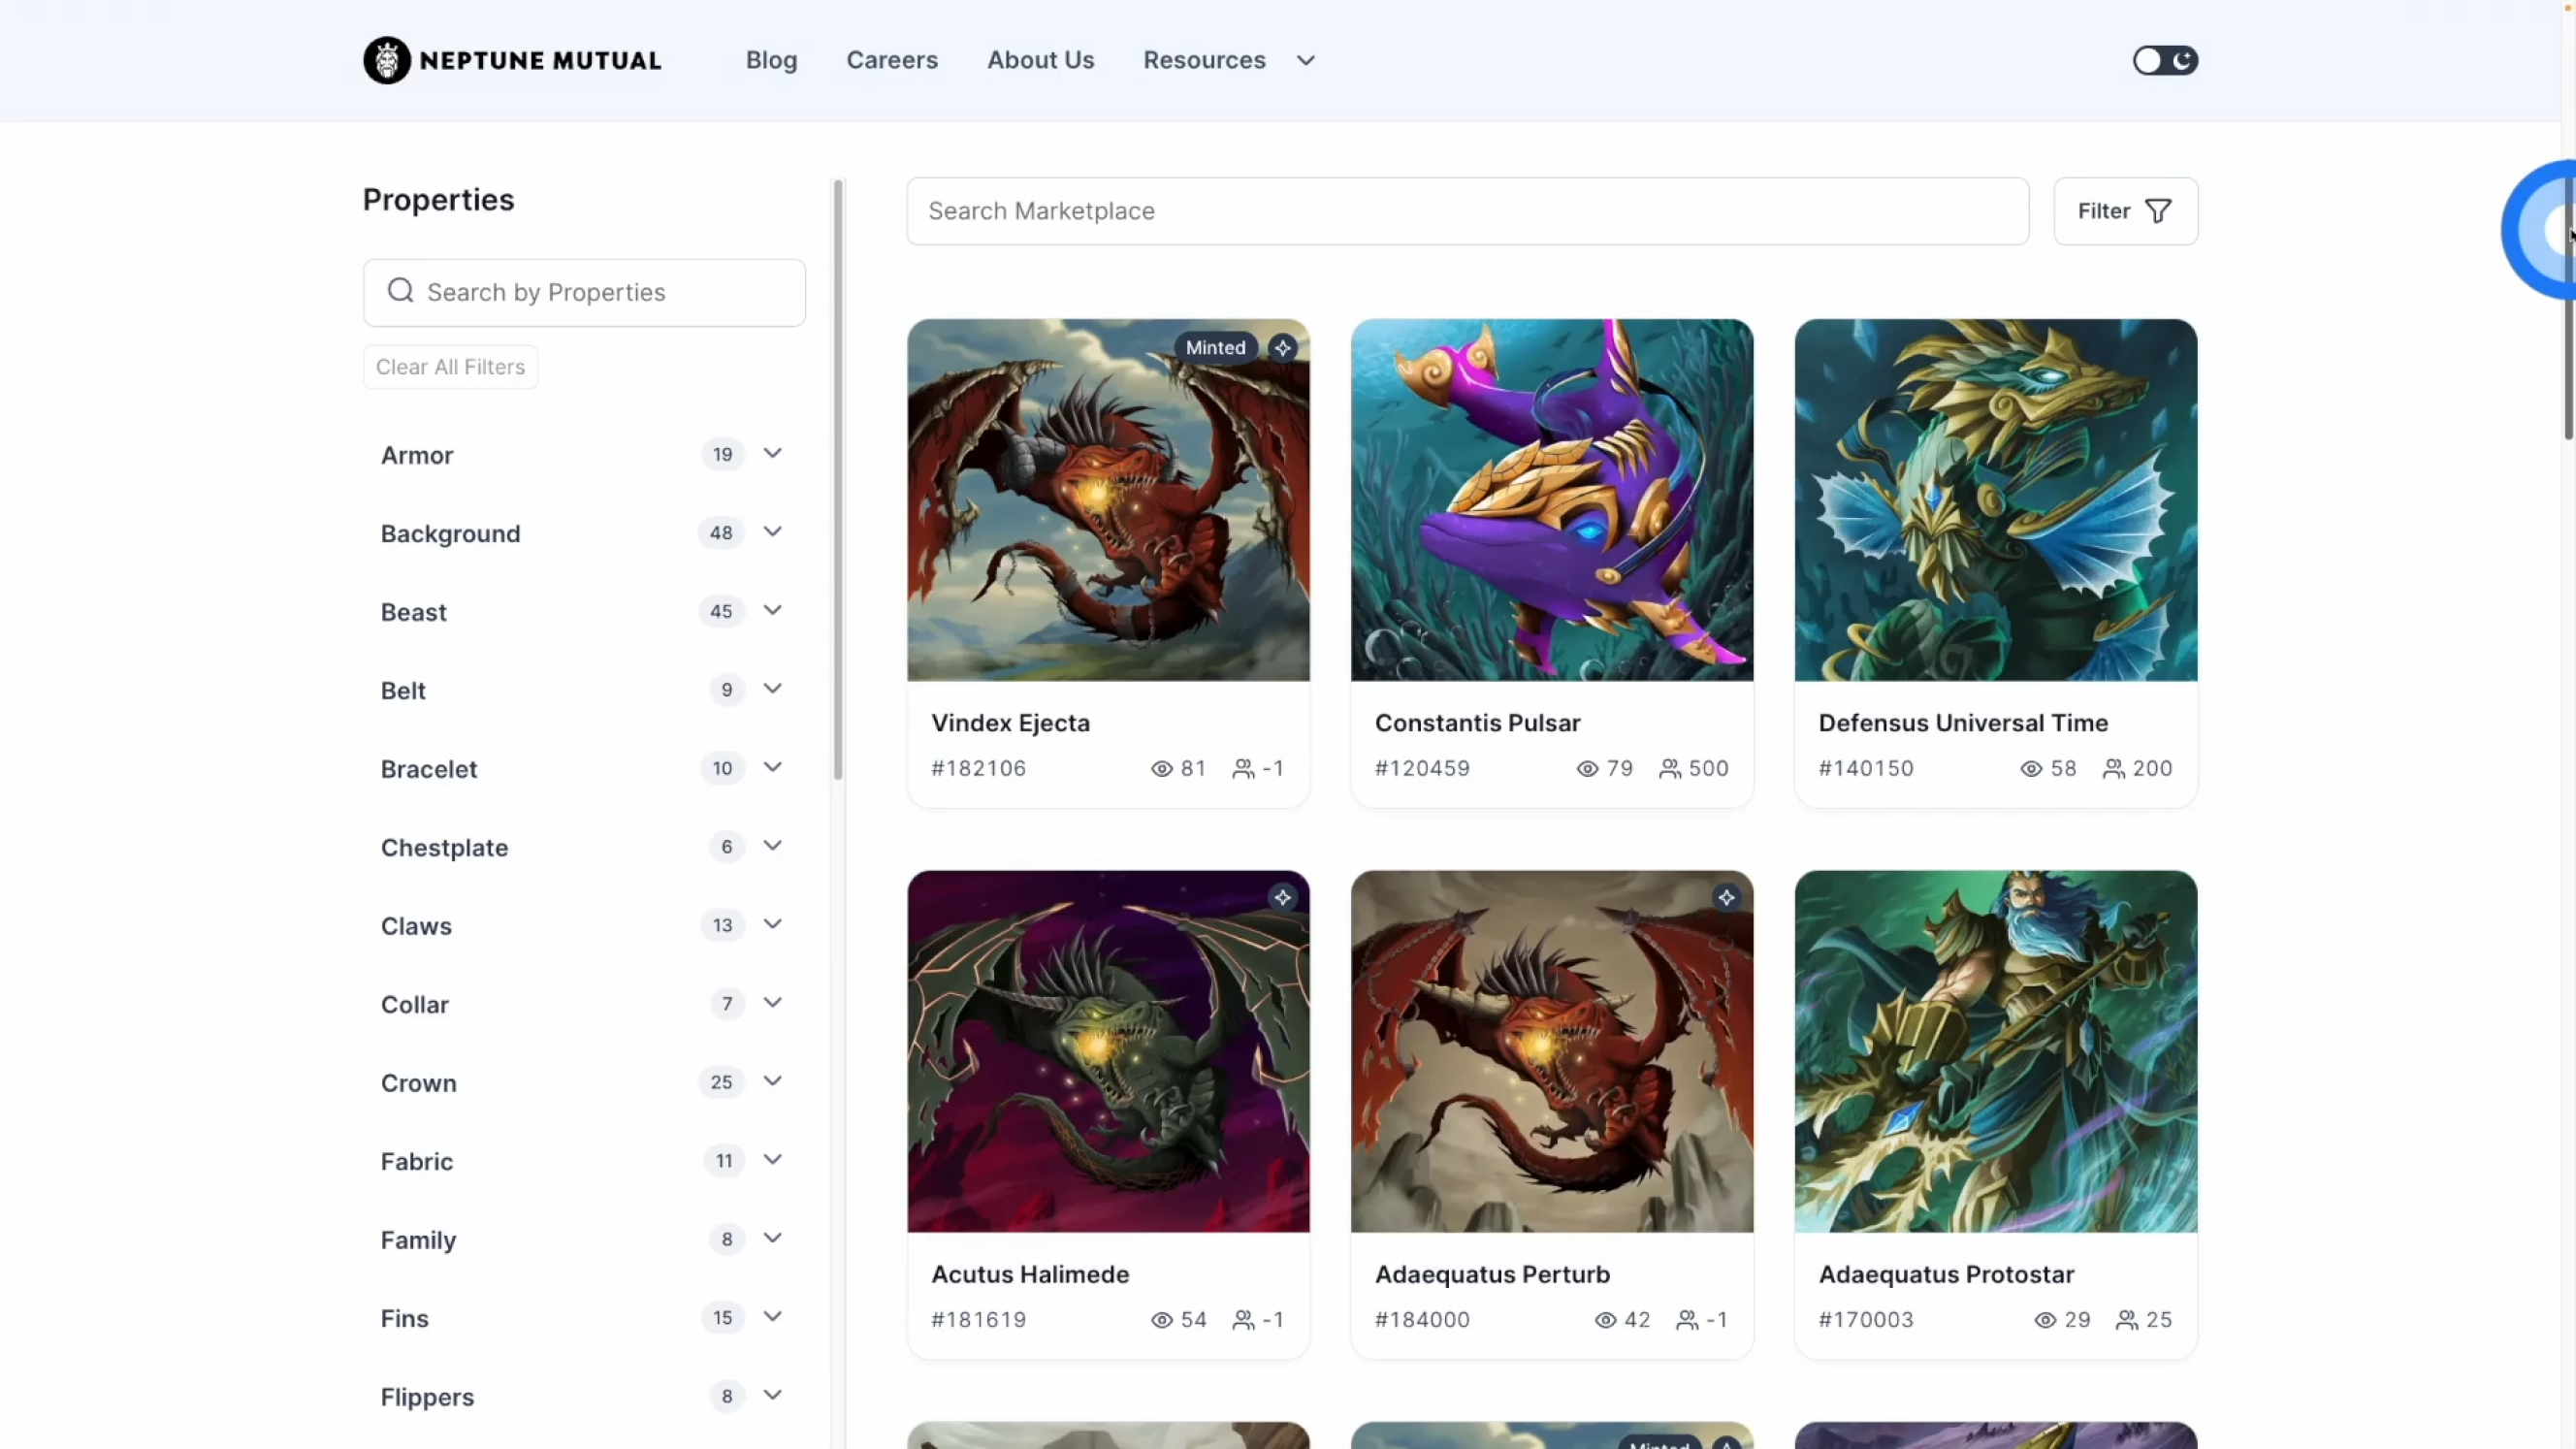 NEPTUNE MUTUAL
Blog
Careers
About Us
Resources
Properties
Search by Properties
Clear All Filters
Armor 19
Background 48
Beast 45
Belt 9
Bracelet 10
Chestplate 6
Claws 13
Collar 7
Crown 25
Fabric 11
Family 8
Fins 15
Flippers 8
Search Marketplace
Filter
Minted
Vindex Ejecta
#182106 81 -1
Constantis Pulsar
#120459 79 500
Defensus Universal Time
#140150 58 200
Acutus Halimede
#181619 54 -1
Adaequatus Perturb
#184000 42 -1
Adaequatus Protostar
#170003 29 25
Minted